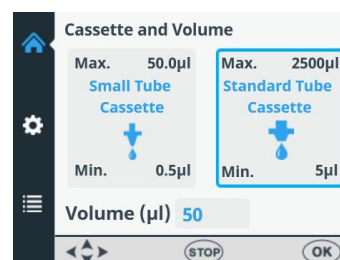 Cassette and Volume
Max. 50.0µl
Small Tube
Cassette
Min. 0.5µl
Max. 2500µl
Standard Tube
Cassette
Min. 5µl
Volume (µl) 50
STOP
OK